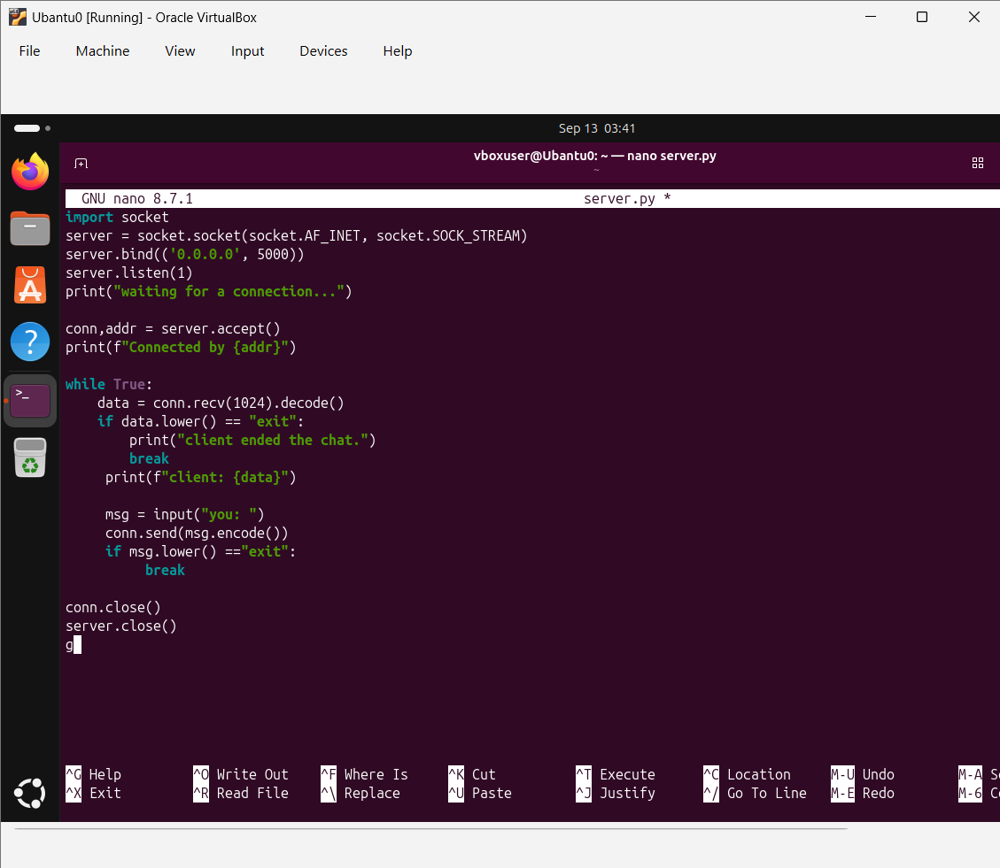 Ubantu0 [Running] - Oracle VirtualBox
File Machine View Input Devices Help
Sep 13 03:41
vboxuser@Ubantu0: ~ — nano server.py
~
GNU nano 8.7.1 server.py *
import socket
server = socket.socket(socket.AF_INET, socket.SOCK_STREAM)
server.bind(('0.0.0.0', 5000))
server.listen(1)
print("waiting for a connection...")
conn,addr = server.accept()
print(f"Connected by {addr}")
while True:
    data = conn.recv(1024).decode()
    if data.lower() == "exit":
        print("client ended the chat.")
        break
     print(f"client: {data}")
     msg = input("you: ")
     conn.send(msg.encode())
     if msg.lower() =="exit":
          break
conn.close()
server.close()
g
^G Help ^O Write Out ^F Where Is ^K Cut ^T Execute ^C Location M-U Undo M-A
^X Exit ^R Read File ^\ Replace ^U Paste ^J Justify ^/ Go To Line M-E Redo M-6